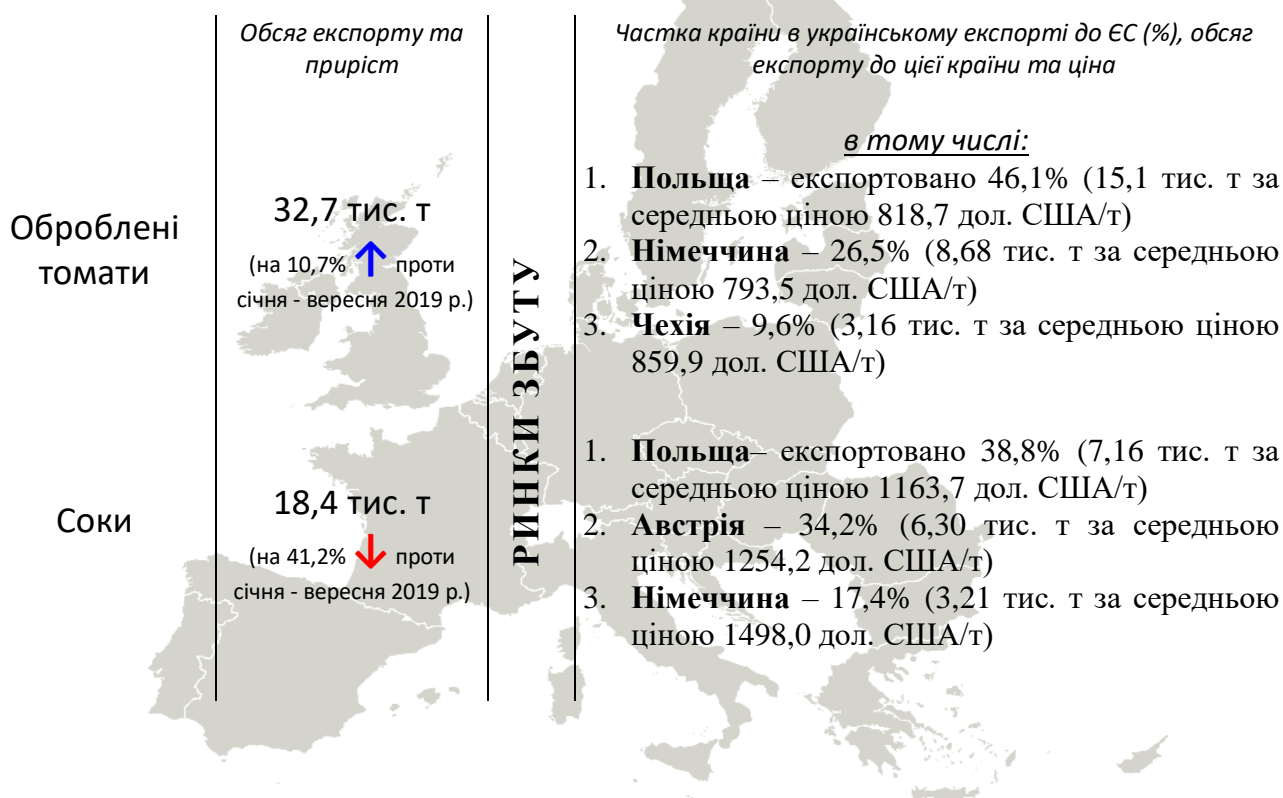 Обсяг експорту та
приріст
Частка країни в українському експорті до ЄС (%), обсяг
експорту до цієї країни та ціна
Оброблені
томати
32,7 тис. т
(на 10,7% ↑ проти
січня - вересня 2019 р.)
РИНКИ ЗБУТУ
в тому числі:
1. Польща – експортовано 46,1% (15,1 тис. т за
середньою ціною 818,7 дол. США/т)
2. Німеччина – 26,5% (8,68 тис. т за середньою
ціною 793,5 дол. США/т)
3. Чехія – 9,6% (3,16 тис. т за середньою ціною
859,9 дол. США/т)
Соки
18,4 тис. т
(на 41,2% ↓ проти
січня - вересня 2019 р.)
1. Польща– експортовано 38,8% (7,16 тис. т за
середньою ціною 1163,7 дол. США/т)
2. Австрія – 34,2% (6,30 тис. т за середньою
ціною 1254,2 дол. США/т)
3. Німеччина – 17,4% (3,21 тис. т за середньою
ціною 1498,0 дол. США/т)